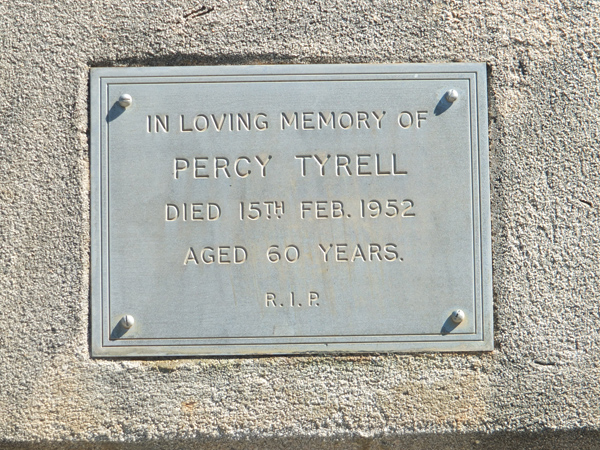 IN LOVING MEMORY OF
PERCY TYRELL
DIED 15TH FEB. 1952
AGED 60 YEARS.
R.I.P.